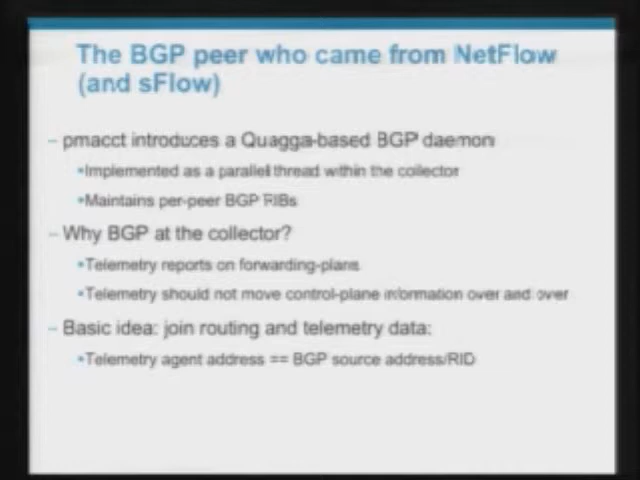 The BGP peer who came from NetFlow
(and sFlow)
– pmacct introduces a Quagga-based BGP daemon
•Implemented as a parallel thread within the collector
•Maintains per-peer BGP RIBs
– Why BGP at the collector?
•Telemetry reports on forwarding-plane
•Telemetry should not move control-plane information over and over
– Basic idea: join routing and telemetry data:
•Telemetry agent address == BGP source address/RID